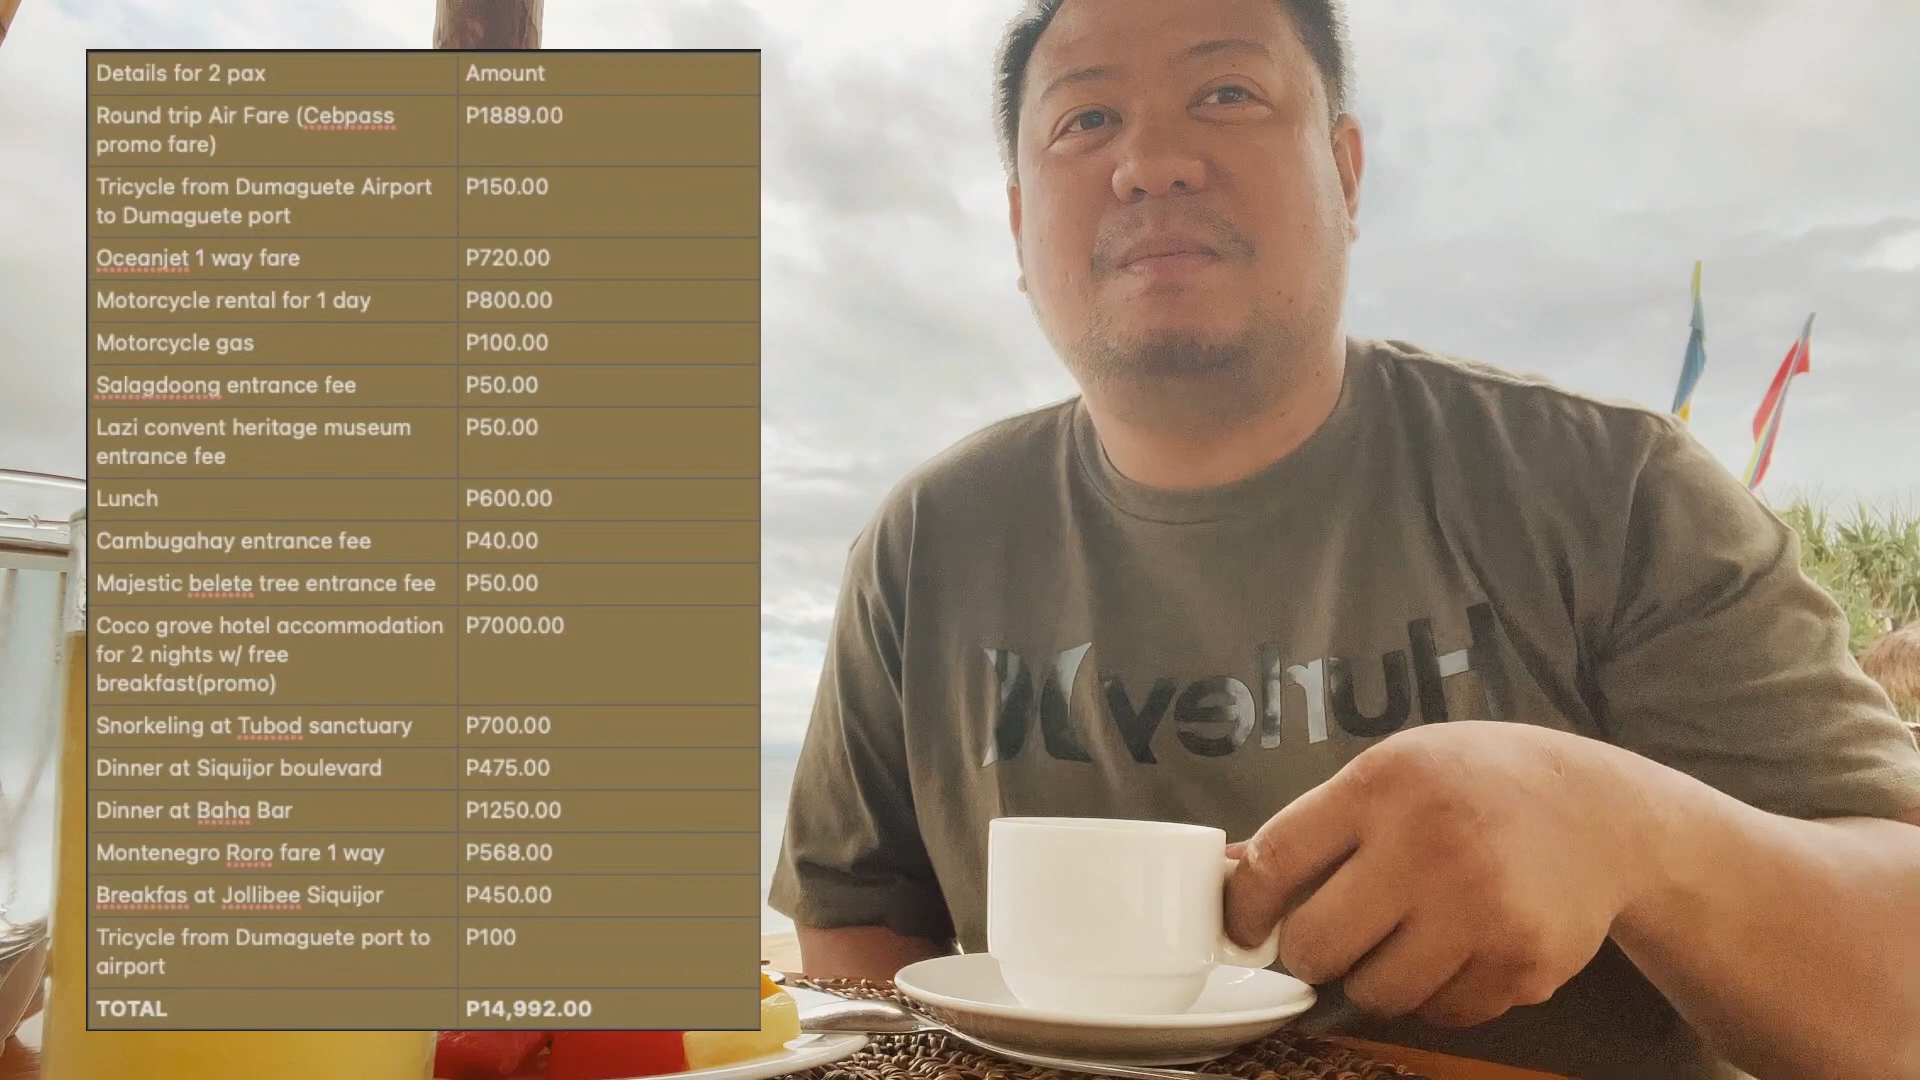 Details for 2 pax Amount
Round trip Air Fare (Cebpass P1889.00
promo fare)
Tricycle from Dumaguete Airport P150.00
to Dumaguete port
Oceanjet 1 way fare P720.00
Motorcycle rental for 1 day P800.00
Motorcycle gas P100.00
Salagdoong entrance fee P50.00
Lazi convent heritage museum P50.00
entrance fee
Lunch P600.00
Cambugahay entrance fee P40.00
Majestic belete tree entrance fee P50.00
Coco grove hotel accommodation P7000.00
for 2 nights w/ free
breakfast(promo)
Snorkeling at Tubod sanctuary P700.00
Dinner at Siquijor boulevard P475.00
Dinner at Baha Bar P1250.00
Montenegro Roro fare 1 way P568.00
Breakfas at Jollibee Siquijor P450.00
Tricycle from Dumaguete port to P100
airport
TOTAL P14,992.00
Hurley